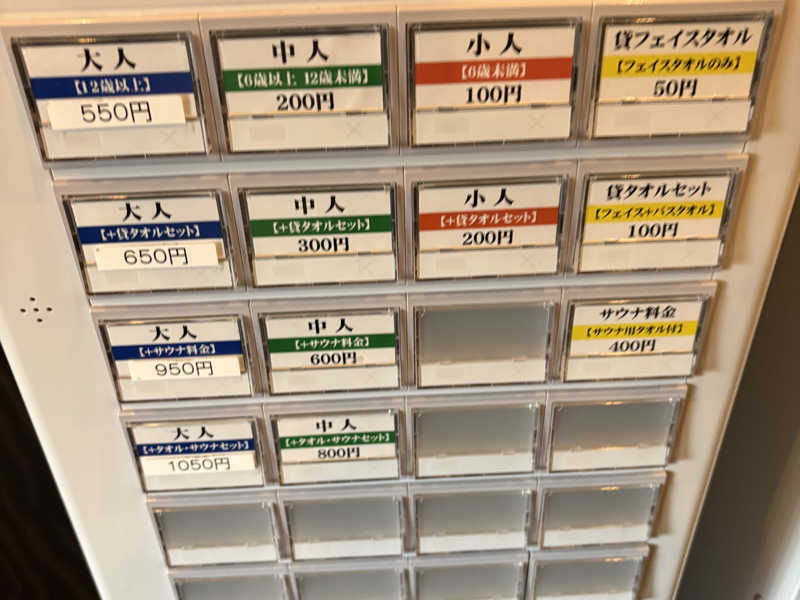 大人
【12歳以上】
550円
中人
【6歳以上 12歳未満】
200円
小人
【6歳未満】
100円
貸フェイスタオル
【フェイスタオルのみ】
50円
大人
【+貸タオルセット】
650円
中人
【+貸タオルセット】
300円
小人
【+貸タオルセット】
200円
貸タオルセット
【フェイス+バスタオル】
100円
大人
【+サウナ料金】
950円
中人
【+サウナ料金】
600円
サウナ料金
【サウナ用タオル付】
400円
大人
【+タオル・サウナセット】
1050円
中人
【+タオル・サウナセット】
800円